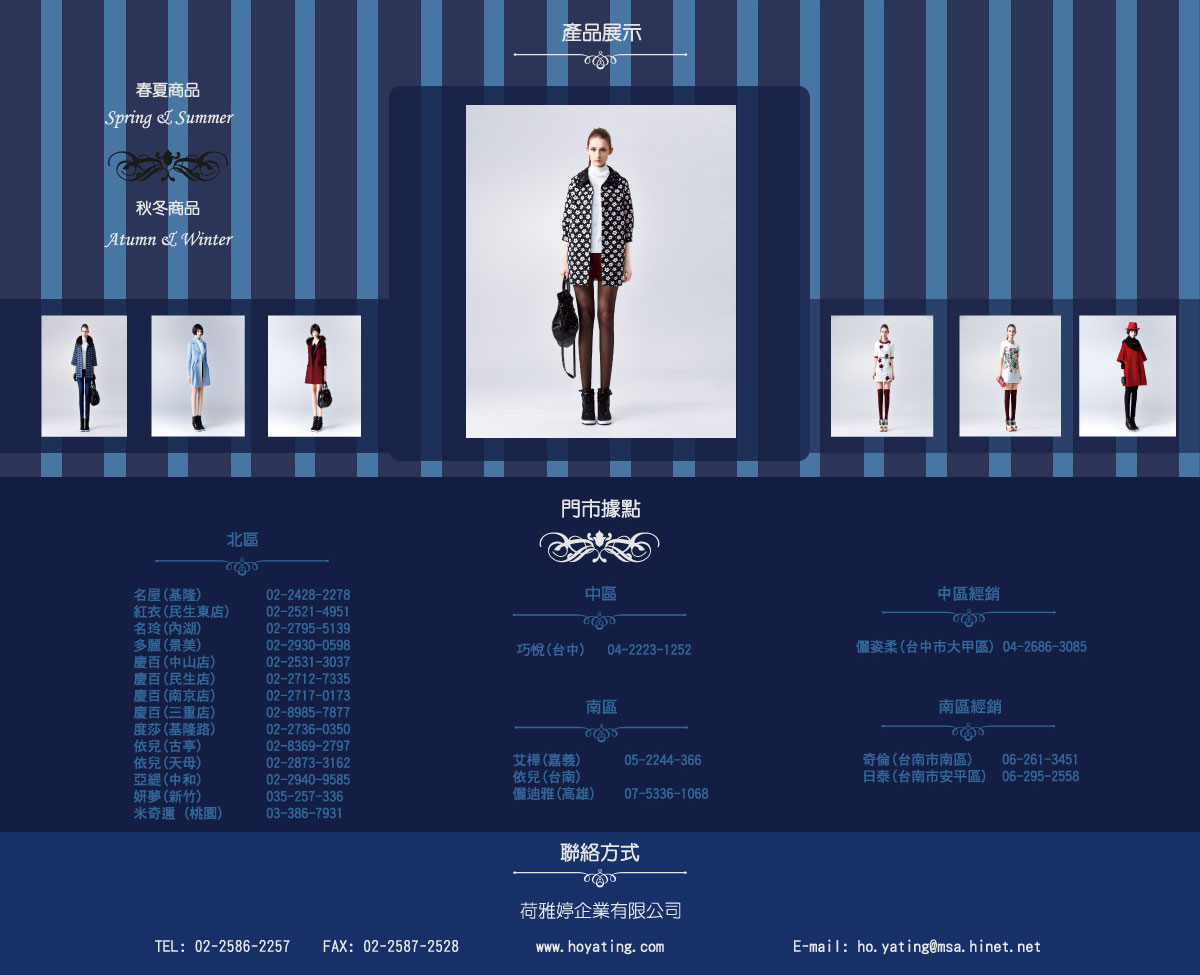 產品展示
春夏商品
Spring & Summer
秋冬商品
Atumn & Winter
門市據點
北區
名屋(基隆) 02-2428-2278
紅衣(民生東店) 02-2521-4951
名玲(內湖) 02-2795-5139
多麗(景美) 02-2930-0598
慶百(中山店) 02-2531-3037
慶百(民生店) 02-2712-7335
慶百(南京店) 02-2717-0173
慶百(三重店) 02-8985-7877
度莎(基隆路) 02-2736-0350
依兒(古亭) 02-8369-2797
依兒(天母) 02-2873-3162
亞緹(中和) 02-2940-9585
妍夢(新竹) 035-257-336
米奇邇 (桃園) 03-386-7931
中區
巧悅(台中) 04-2223-1252
南區
艾樺(嘉義) 05-2244-366
依兒(台南)
儷迪雅(高雄) 07-5336-1068
中區經銷
儷姿柔(台中市大甲區) 04-2686-3085
南區經銷
奇倫(台南市南區) 06-261-3451
日泰(台南市安平區) 06-295-2558
聯絡方式
荷雅婷企業有限公司
TEL: 02-2586-2257 FAX: 02-2587-2528 www.hoyating.com E-mail: ho.yating@msa.hinet.net